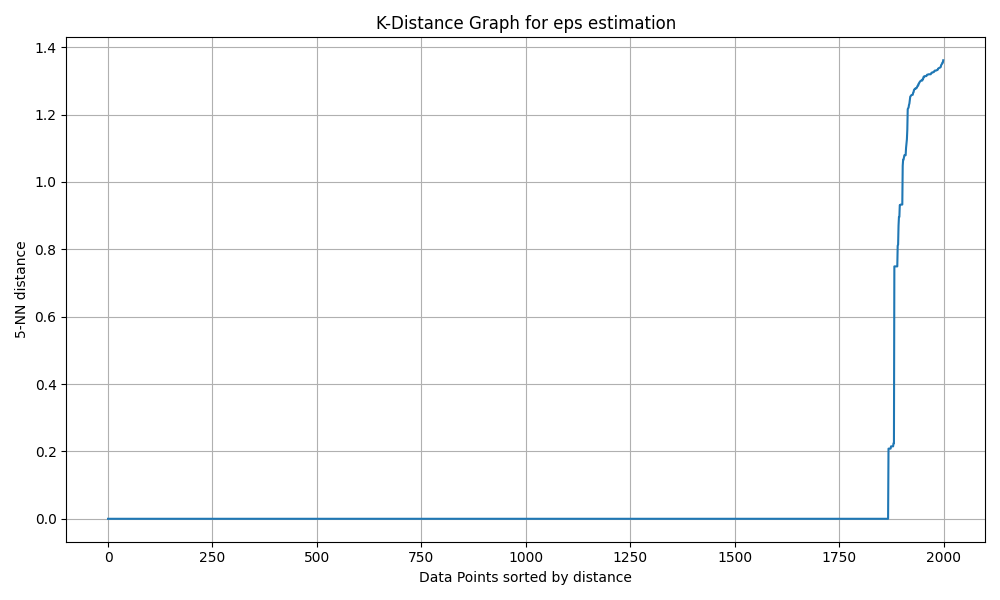 K-Distance Graph for eps estimation
1.4
1.2
1.0
0.8
0.6
0.4
0.2
0.0
5-NN distance
0 250 500 750 1000 1250 1500 1750 2000
Data Points sorted by distance